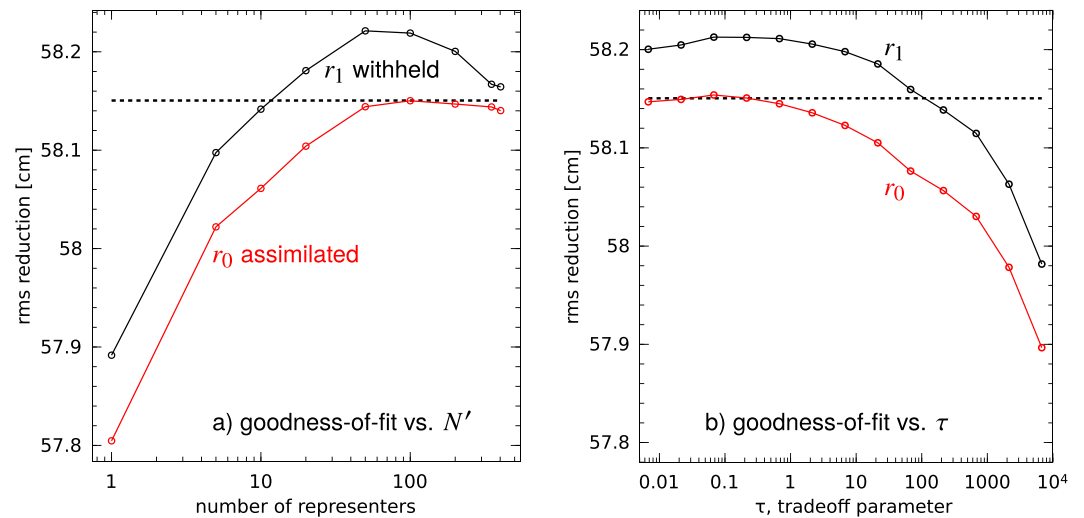 58.2
58.1
58
57.9
57.8
rms reduction [cm]
r1 withheld
r0 assimilated
a) goodness-of-fit vs. N′
1
10
100
number of representers
58.2
58.1
58
57.9
57.8
rms reduction [cm]
r1
r0
b) goodness-of-fit vs. τ
0.01
0.1
1
10
100
1000
10⁴
τ, tradeoff parameter